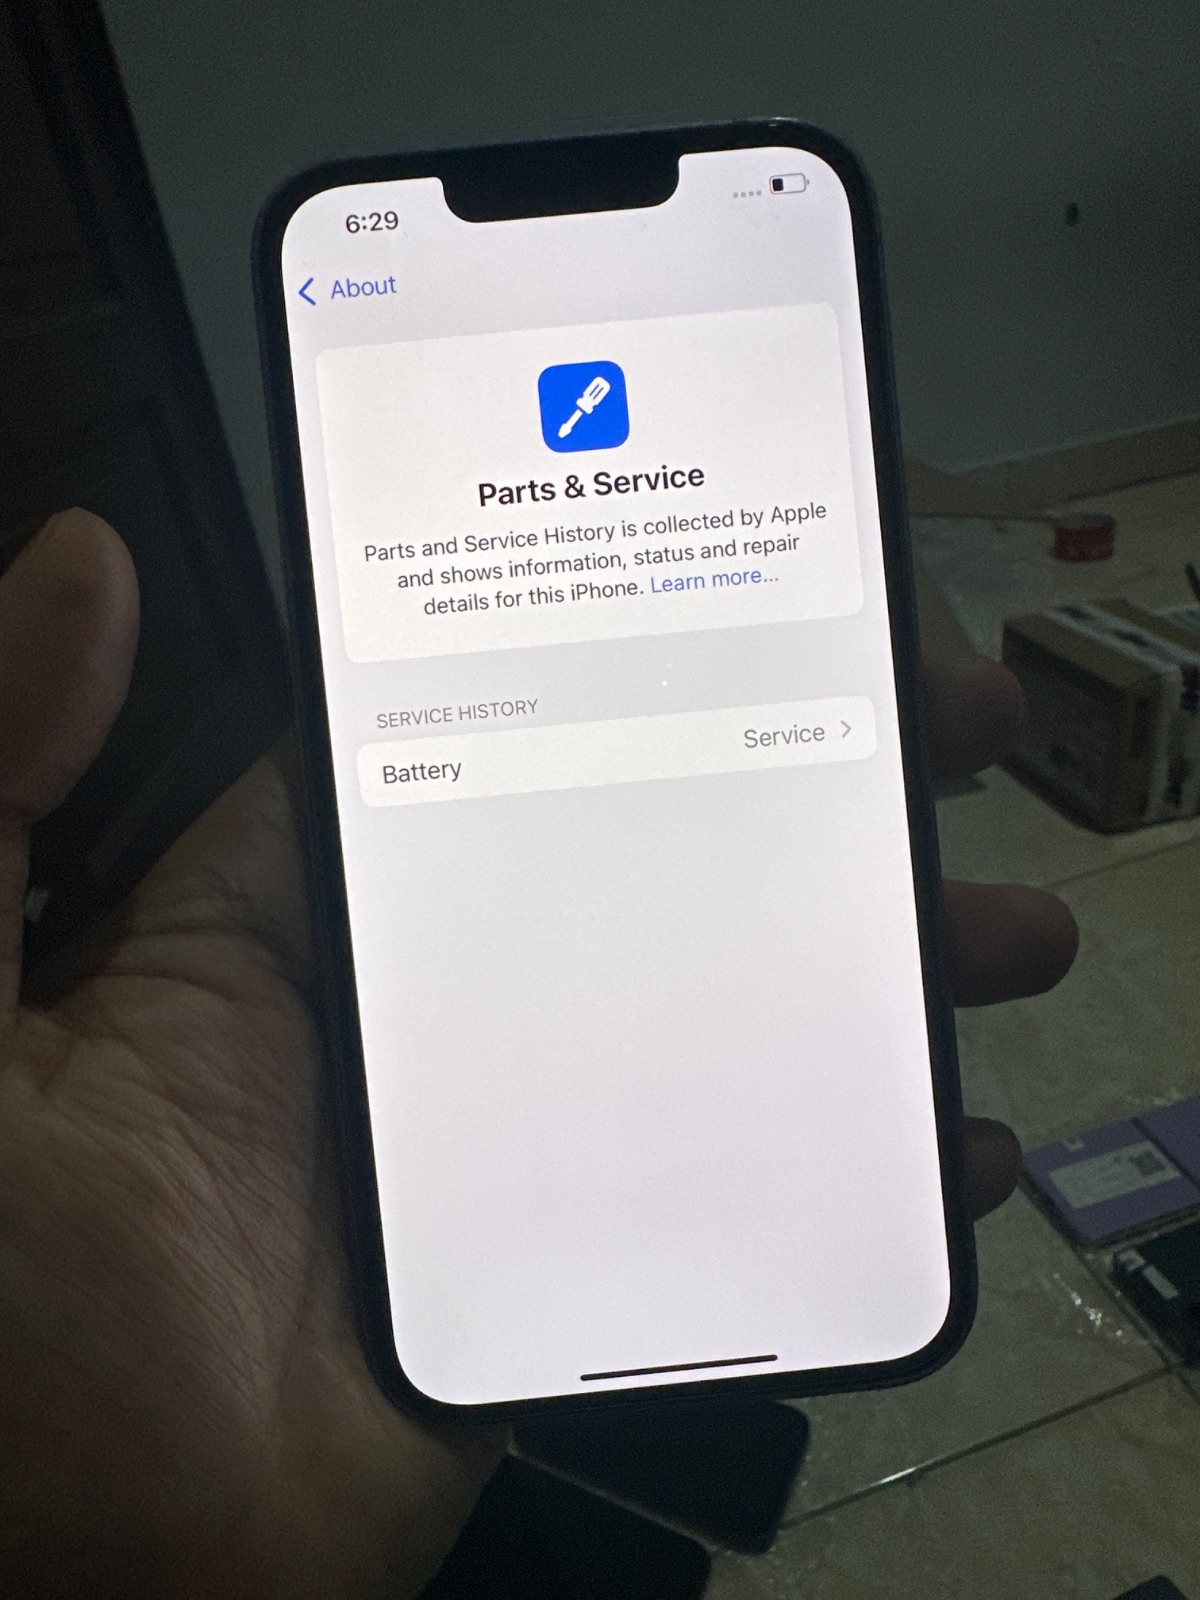 6:29
About
Parts & Service
Parts and Service History is collected by Apple
and shows information, status and repair
details for this iPhone. Learn more...
SERVICE HISTORY
Battery
Service